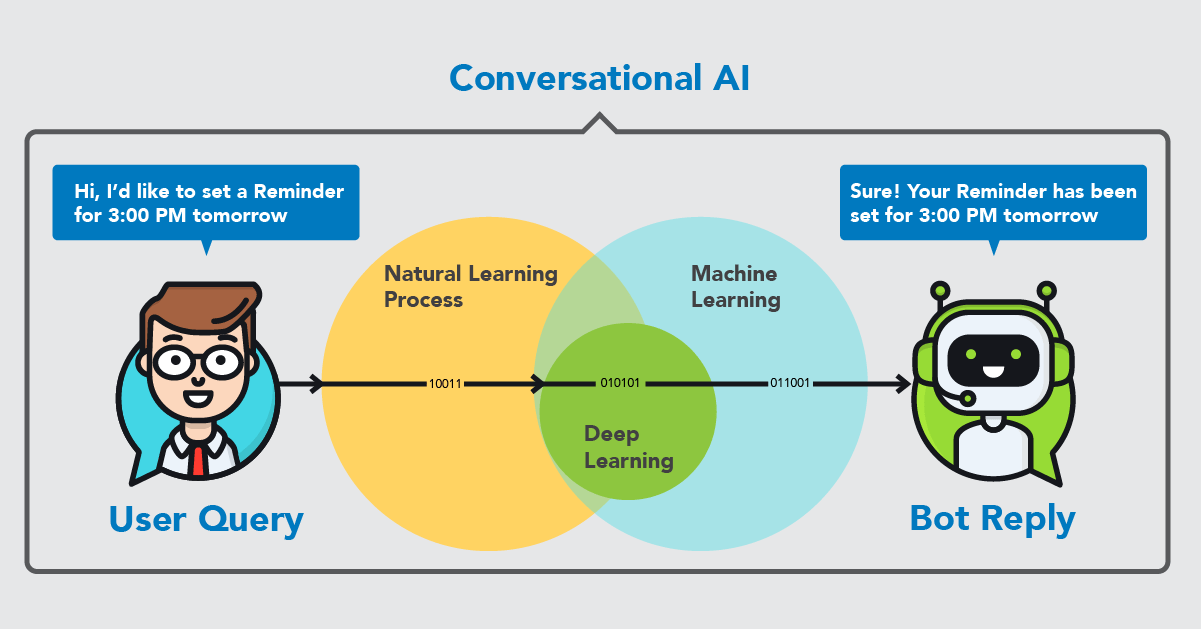 Conversational AI
Hi, I'd like to set a Reminder
for 3:00 PM tomorrow
Sure! Your Reminder has been
set for 3:00 PM tomorrow
Natural Learning
Process
Machine
Learning
10011
010101
011001
Deep
Learning
User Query
Bot Reply